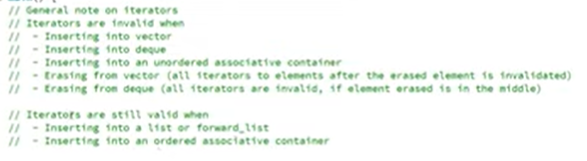 // General note on iterators
// Iterators are invalid when
// - Inserting into vector
// - Inserting into deque
// - Inserting into an unordered associative container
// - Erasing from vector (all iterators to elements after the erased element is invalidated)
// - Erasing from deque (all iterators are invalid, if element erased is in the middle)
// Iterators are still valid when
// - Inserting into a list or forward_list
// - Inserting into an ordered associative container